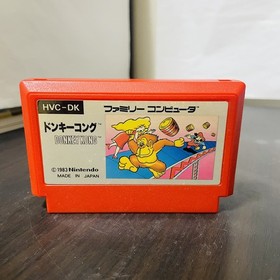 HVC-DK
ファミリー コンピュータ
ドンキーコング
DONKEY KONG
©1983 Nintendo
MADE IN JAPAN